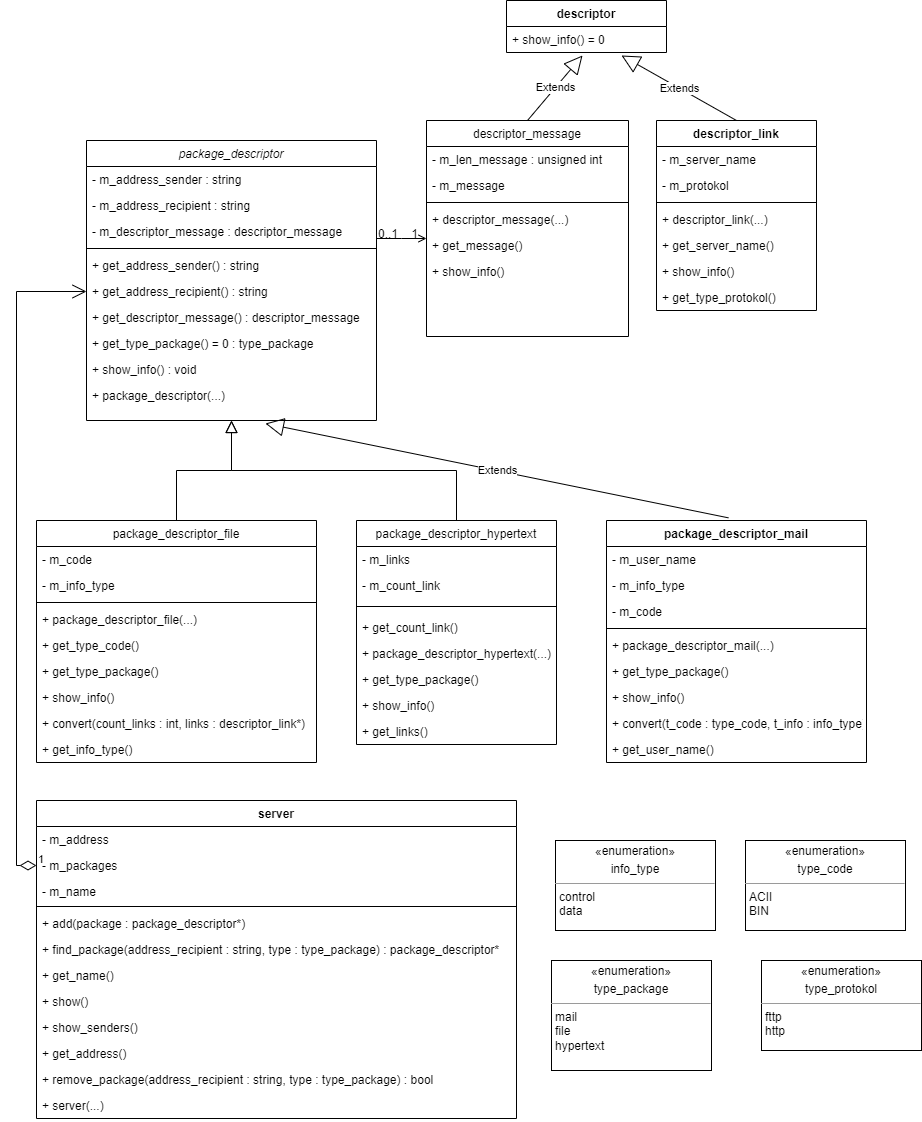 descriptor
+ show_info() = 0
Extends
Extends
package_descriptor
- m_address_sender : string
- m_address_recipient : string
- m_descriptor_message : descriptor_message
+ get_address_sender() : string
+ get_address_recipient() : string
+ get_descriptor_message() : descriptor_message
+ get_type_package() = 0 : type_package
+ show_info() : void
+ package_descriptor(...)
0..1
1
descriptor_message
- m_len_message : unsigned int
- m_message
+ descriptor_message(...)
+ get_message()
+ show_info()
descriptor_link
- m_server_name
- m_protokol
+ descriptor_link(...)
+ get_server_name()
+ show_info()
+ get_type_protokol()
Extends
package_descriptor_file
- m_code
- m_info_type
+ package_descriptor_file(...)
+ get_type_code()
+ get_type_package()
+ show_info()
+ convert(count_links : int, links : descriptor_link*)
+ get_info_type()
package_descriptor_hypertext
- m_links
- m_count_link
+ get_count_link()
+ package_descriptor_hypertext(...)
+ get_type_package()
+ show_info()
+ get_links()
package_descriptor_mail
- m_user_name
- m_info_type
- m_code
+ package_descriptor_mail(...)
+ get_type_package()
+ show_info()
+ convert(t_code : type_code, t_info : info_type
+ get_user_name()
server
- m_address
1
- m_packages
- m_name
+ add(package : package_descriptor*)
+ find_package(address_recipient : string, type : type_package) : package_descriptor*
+ get_name()
+ show()
+ show_senders()
+ get_address()
+ remove_package(address_recipient : string, type : type_package) : bool
+ server(...)
«enumeration»
info_type
control
data
«enumeration»
type_code
ACII
BIN
«enumeration»
type_package
mail
file
hypertext
«enumeration»
type_protokol
fttp
http